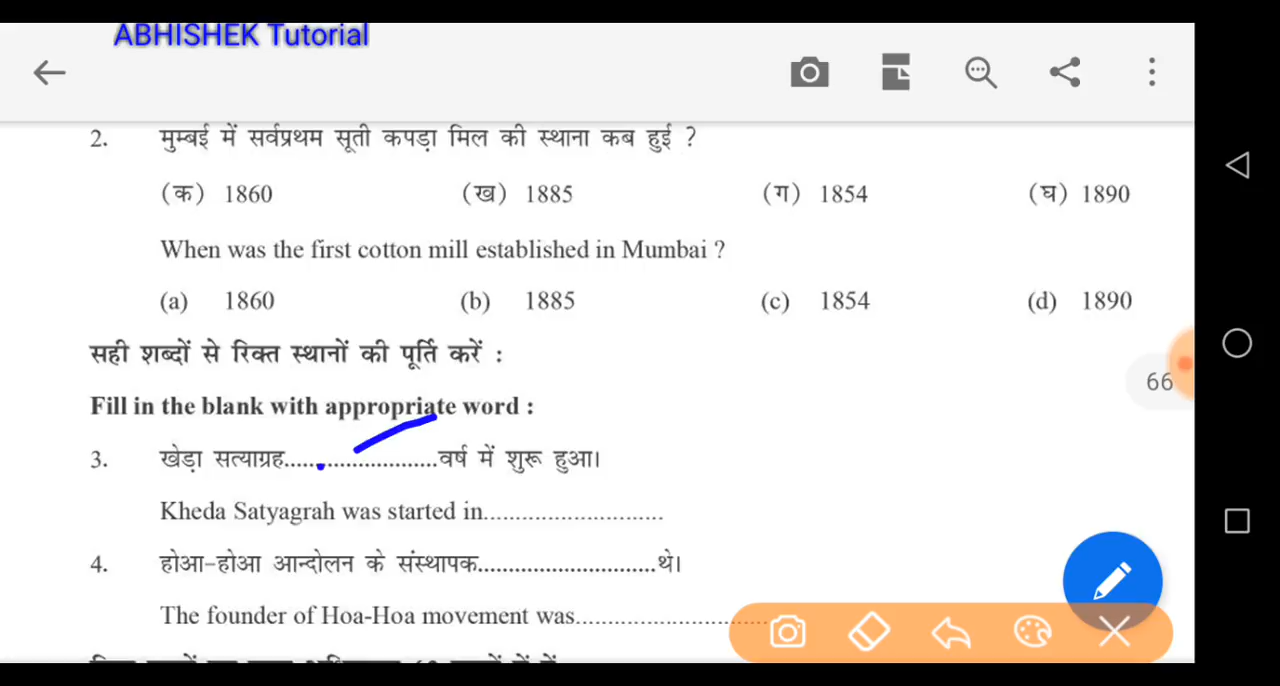 ABHISHEK Tutorial
2. मुम्बई में सर्वप्रथम सूती कपड़ा मिल की स्थाना कब हुई ?
(क) 1860 (ख) 1885 (ग) 1854 (घ) 1890
When was the first cotton mill established in Mumbai ?
(a) 1860 (b) 1885 (c) 1854 (d) 1890
सही शब्दों से रिक्त स्थानों की पूर्ति करें :
66
Fill in the blank with appropriate word :
3. खेड़ा सत्याग्रह........................वर्ष में शुरू हुआ।
Kheda Satyagrah was started in............................
4. होआ-होआ आन्दोलन के संस्थापक............................थे।
The founder of Hoa-Hoa movement was..............................